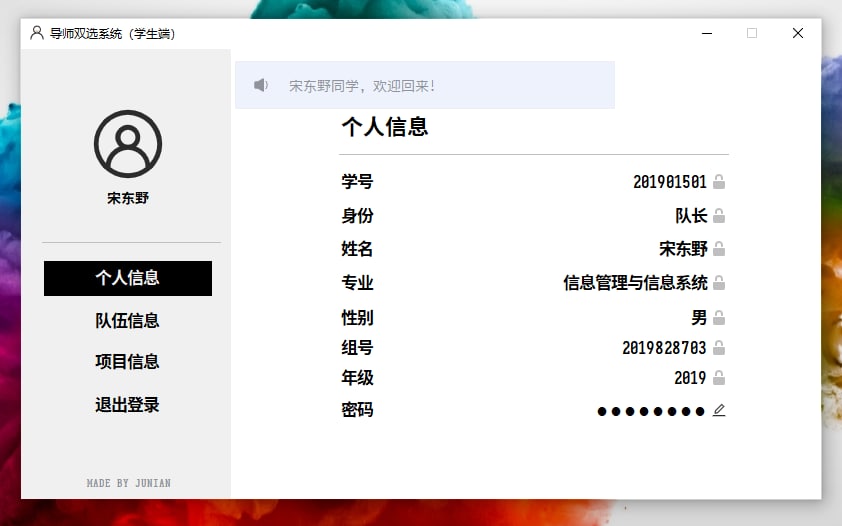 导师双选系统（学生端）
宋东野同学，欢迎回来！
宋东野
个人信息
队伍信息
项目信息
退出登录
MADE BY JUNIAN
个人信息
学号 201901501
身份 队长
姓名 宋东野
专业 信息管理与信息系统
性别 男
组号 2019828703
年级 2019
密码 ●●●●●●●●